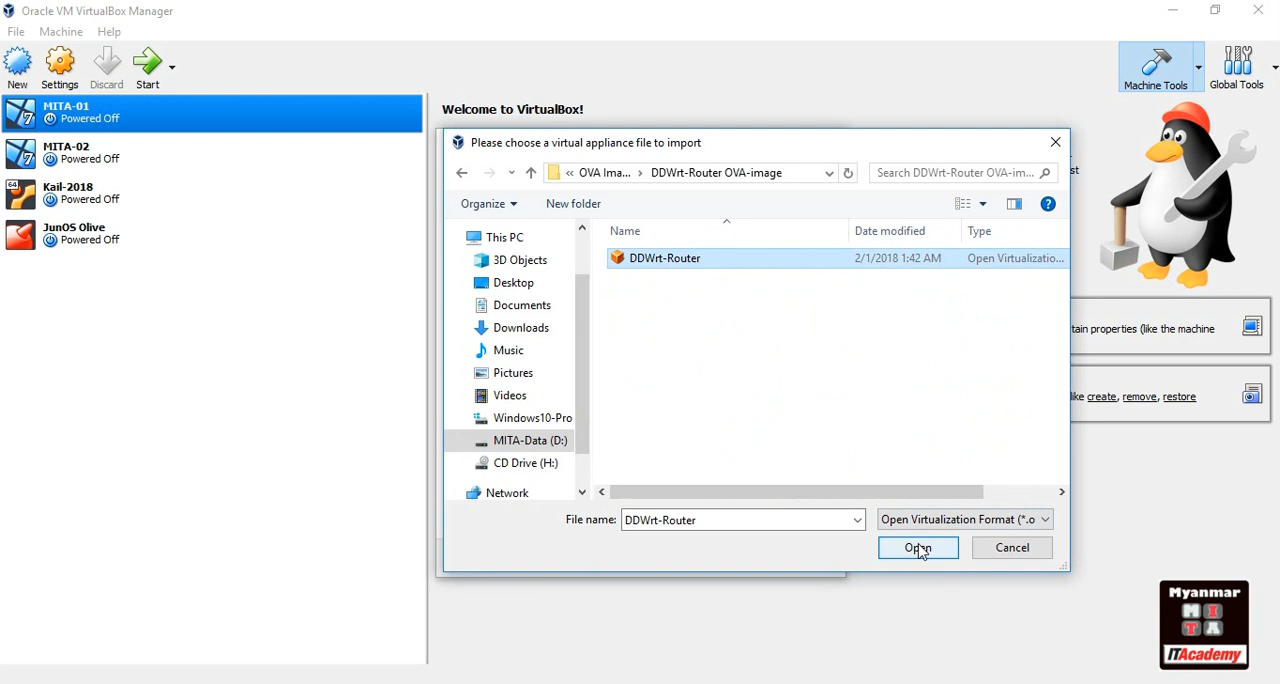 Oracle VM VirtualBox Manager
File Machine Help
New Settings Discard Start Machine Tools Global Tools
MITA-01
Powered Off
MITA-02
Powered Off
64
Kail-2018
Powered Off
JunOS Olive
Powered Off
Welcome to VirtualBox!
st
tain properties (like the machine
ke create, remove, restore
Please choose a virtual appliance file to import
« OVA Ima... › DDWrt-Router OVA-image
Search DDWrt-Router OVA-im...
Organize New folder
This PC
3D Objects
Desktop
Documents
Downloads
Music
Pictures
Videos
Windows10-Pro
MITA-Data (D:)
CD Drive (H:)
Network
Name Date modified Type
DDWrt-Router 2/1/2018 1:42 AM Open Virtualizatio...
File name: DDWrt-Router Open Virtualization Format (*.o
Open Cancel
Myanmar
MITA
ITAcademy